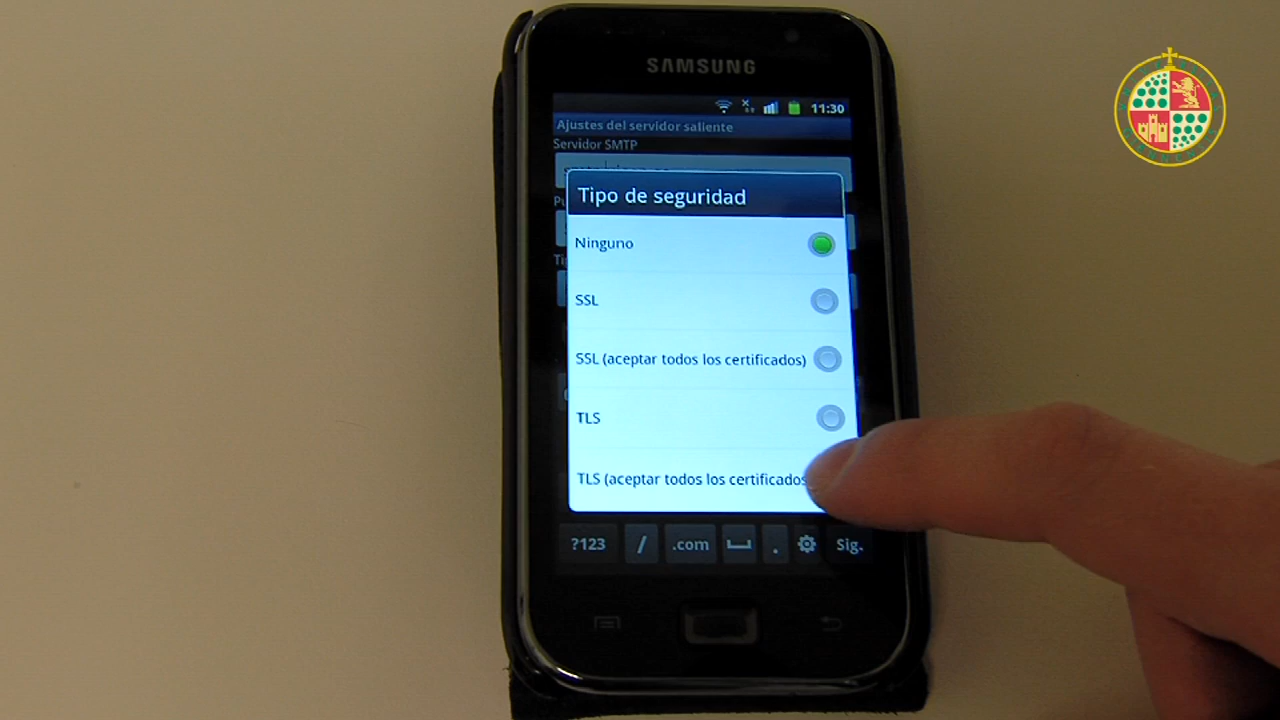 SAMSUNG
11:30
Ajustes del servidor saliente
Servidor SMTP
Tipo de seguridad
Ninguno
SSL
SSL (aceptar todos los certificados)
TLS
TLS (aceptar todos los certificados
?123 / .com . Sig.